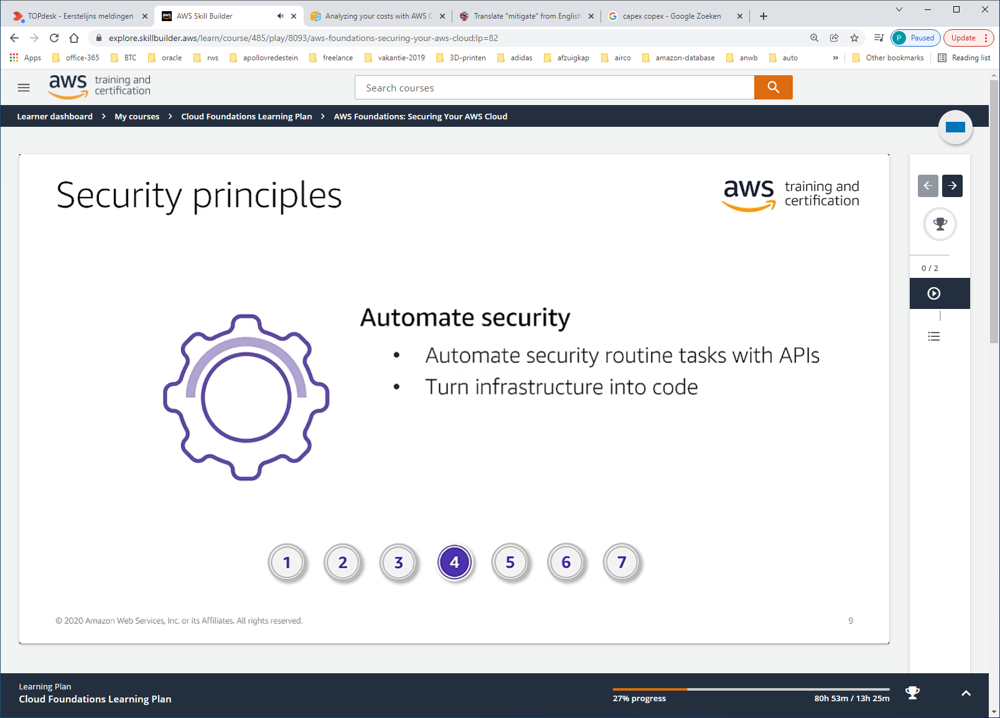 TOPdesk - Eerstelijns meldingen
AWS Skill Builder
Analyzing your costs with AWS C
Translate "mitigate" from English
capex copex - Google Zoeken
explore.skillbuilder.aws/learn/course/485/play/8093/aws-foundations-securing-your-aws-cloud;lp=82
P Paused
Update
Apps office-365 BTC oracle rws apollovredestein freelance vakantie-2019 3D-printen adidas afzuigkap airco amazon-database anwb auto » Other bookmarks Reading list
aws training and certification
Search courses
Learner dashboard > My courses > Cloud Foundations Learning Plan > AWS Foundations: Securing Your AWS Cloud
Security principles
aws training and certification
0 / 2
Automate security
• Automate security routine tasks with APIs
• Turn infrastructure into code
1 2 3 4 5 6 7
© 2020 Amazon Web Services, Inc. or its Affiliates. All rights reserved.
9
Learning Plan
Cloud Foundations Learning Plan
27% progress
80h 53m / 13h 25m